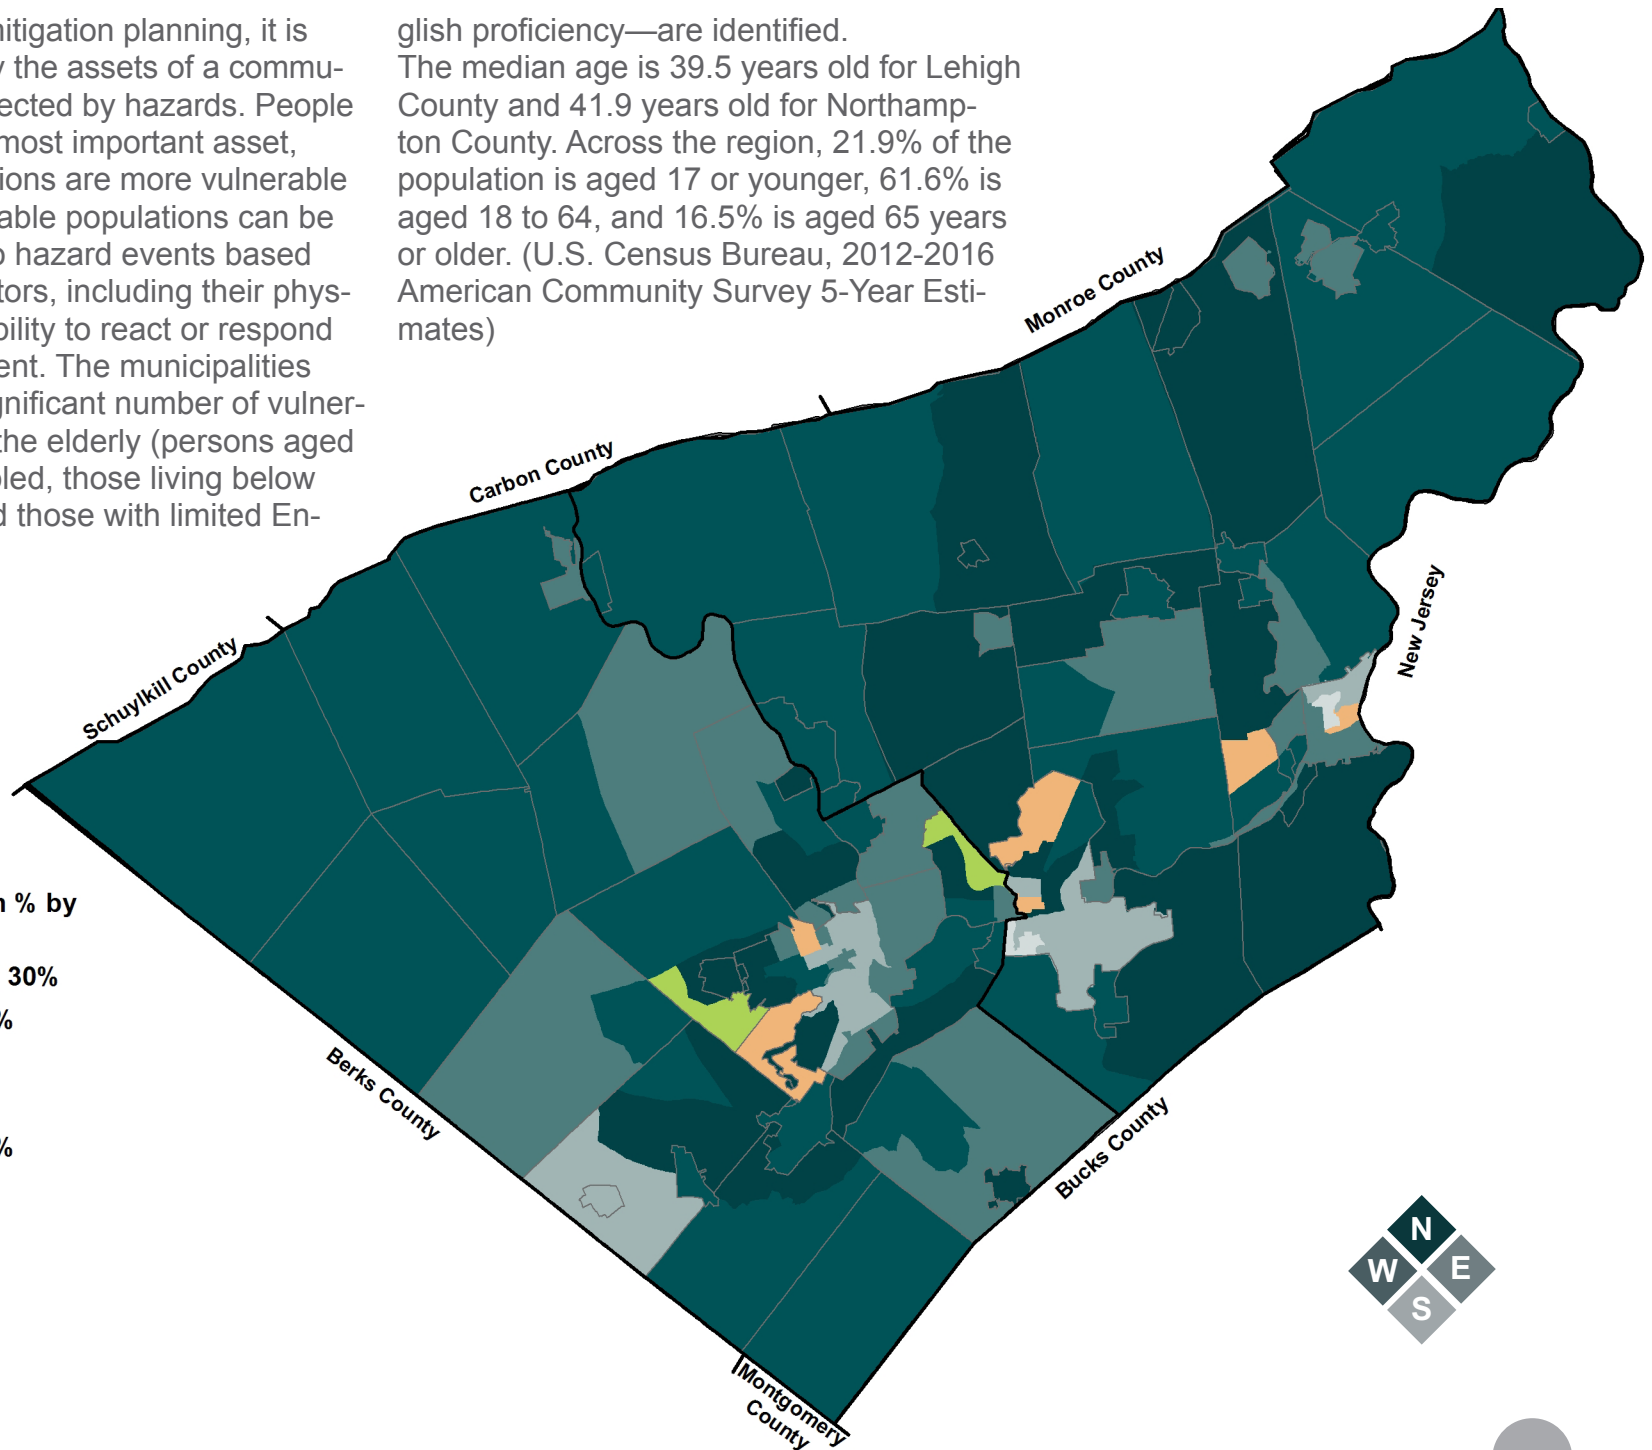 nitigation planning, it is
y the assets of a commu-
ected by hazards. People
most important asset,
ions are more vulnerable
able populations can be
o hazard events based
tors, including their phys-
bility to react or respond
ent. The municipalities
gnificant number of vulner-
the elderly (persons aged
bled, those living below
d those with limited En-
glish proficiency—are identified.
The median age is 39.5 years old for Lehigh
County and 41.9 years old for Northamp-
ton County. Across the region, 21.9% of the
population is aged 17 or younger, 61.6% is
aged 18 to 64, and 16.5% is aged 65 years
or older. (U.S. Census Bureau, 2012-2016
American Community Survey 5-Year Esti-
mates)
Monroe County
Carbon County
Schuylkill County
New Jersey
n % by
30%
%
%
Berks County
Bucks County
Montgomery
County
N
W E
S